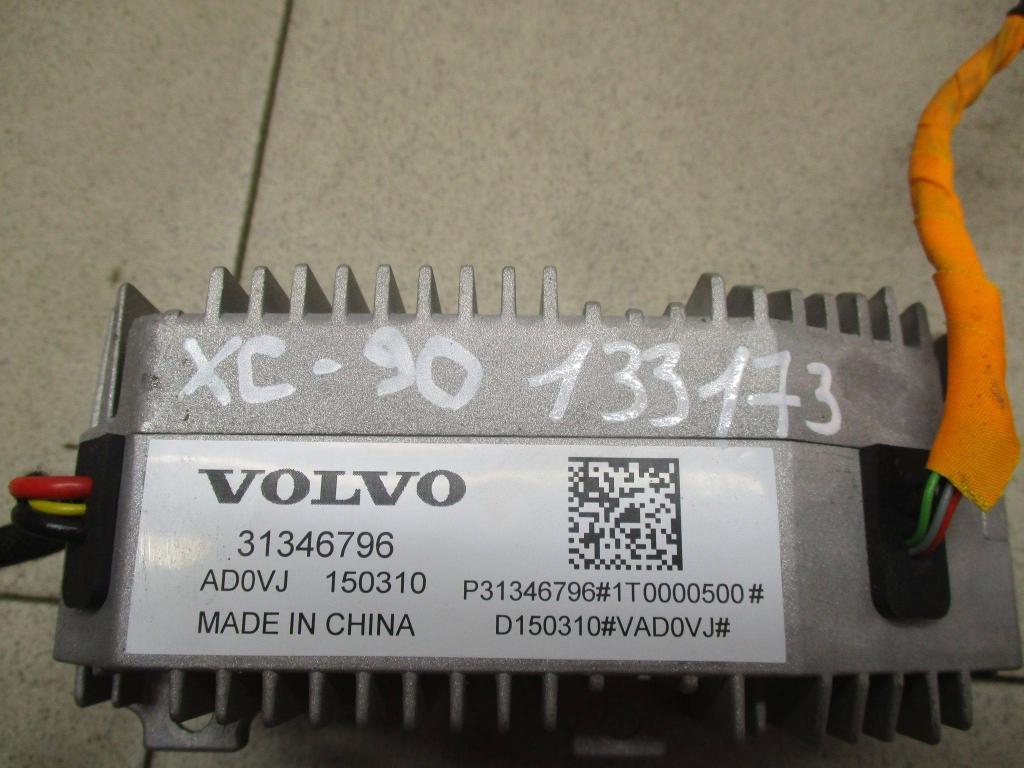 XC-90 133173
VOLVO
31346796
AD0VJ 150310
MADE IN CHINA
P31346796#1T0000500#
D150310#VAD0VJ#